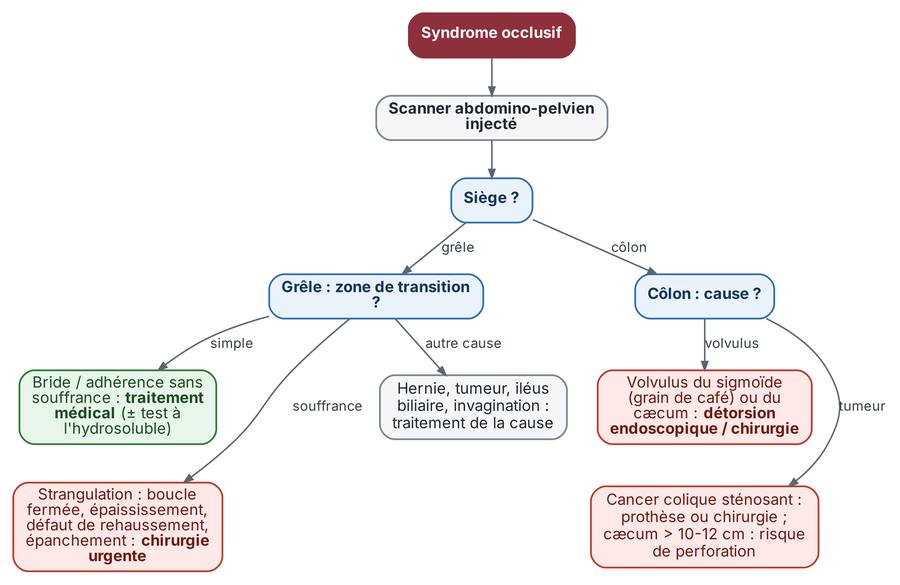 Syndrome occlusif
Scanner abdomino-pelvien
injecté
Siège ?
grêle
côlon
Grêle : zone de transition
?
Côlon : cause ?
simple
souffrance
autre cause
volvulus
tumeur
Bride / adhérence sans
souffrance : traitement
médical (± test à
l'hydrosoluble)
Hernie, tumeur, iléus
biliaire, invagination :
traitement de la cause
Volvulus du sigmoïde
(grain de café) ou du
cæcum : détorsion
endoscopique / chirurgie
Strangulation : boucle
fermée, épaississement,
défaut de rehaussement,
épanchement : chirurgie
urgente
Cancer colique sténosant :
prothèse ou chirurgie ;
cæcum > 10-12 cm : risque
de perforation